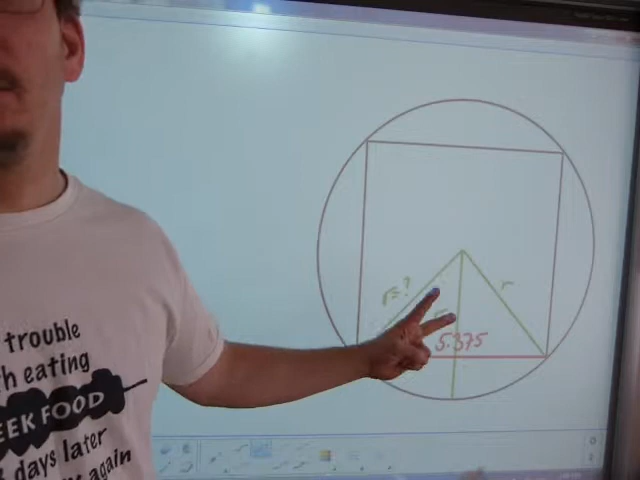 r=?
r
5.375
trouble
h eating
EEK FOOD
days later
again